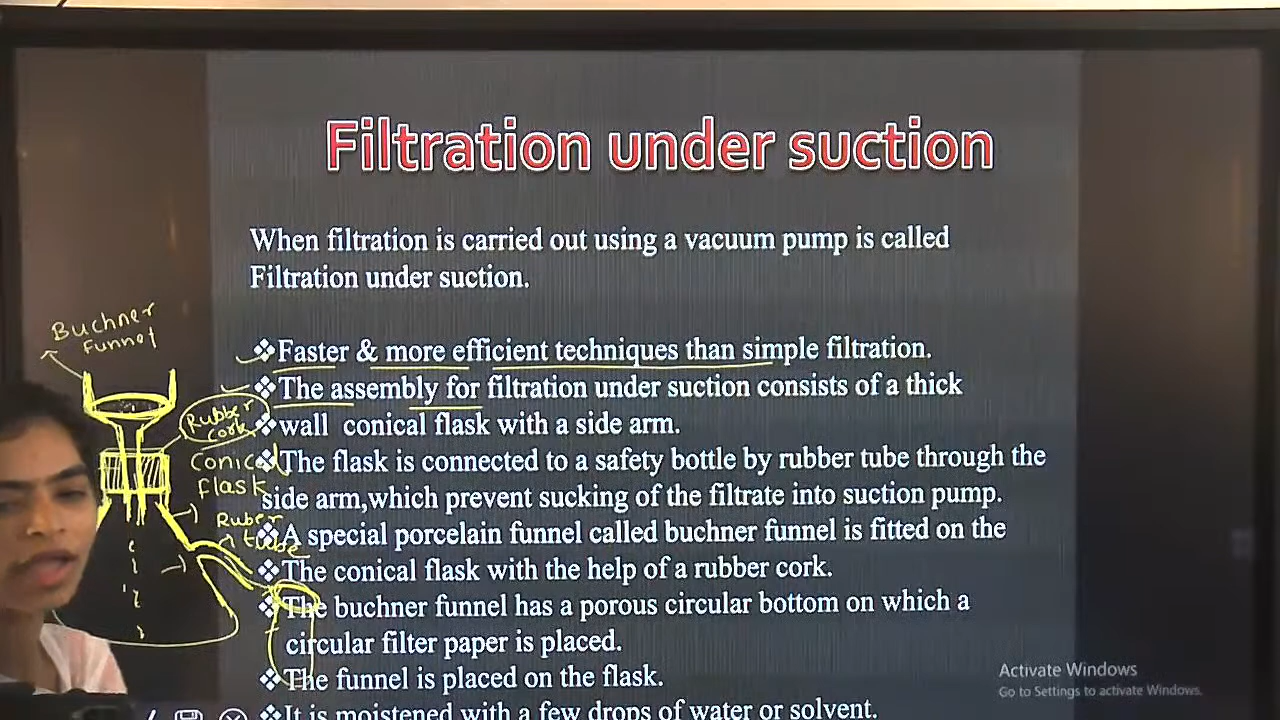 Filtration under suction
When filtration is carried out using a vacuum pump is called
Filtration under suction.
❖Faster & more efficient techniques than simple filtration.
❖The assembly for filtration under suction consists of a thick
❖wall conical flask with a side arm.
❖The flask is connected to a safety bottle by rubber tube through the
side arm,which prevent sucking of the filtrate into suction pump.
❖A special porcelain funnel called buchner funnel is fitted on the
❖The conical flask with the help of a rubber cork.
❖The buchner funnel has a porous circular bottom on which a
circular filter paper is placed.
❖The funnel is placed on the flask.
❖It is moistened with a few drops of water or solvent.
Buchner
Funnel
Rubber
Cork
Conical
flask
Ruber
tube
Activate Windows
Go to Settings to activate Windows.